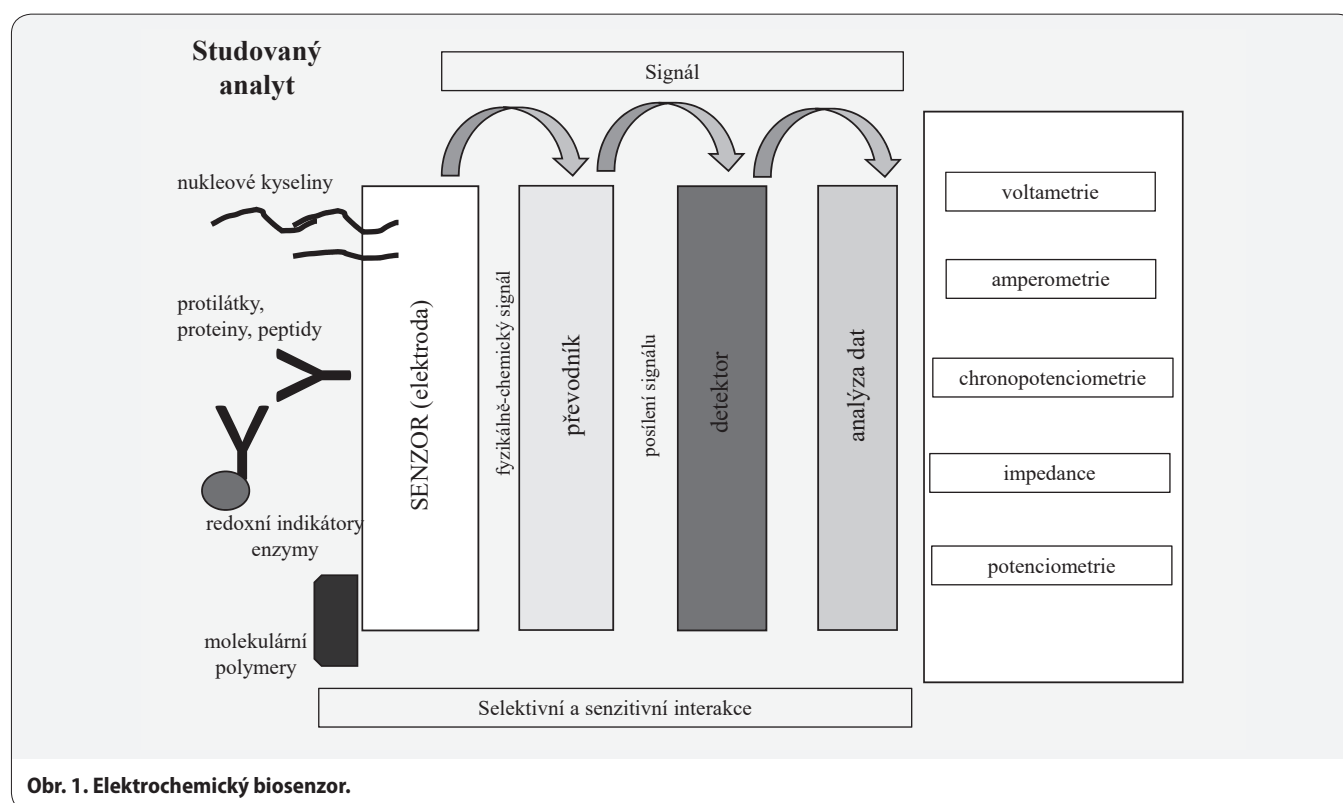 Studovaný
analyt
Signál
nukleové kyseliny
protilátky,
proteiny, peptidy
redoxní indikátory
enzymy
molekulární
polymery
SENZOR (elektroda)
fyzikálně-chemický signál
převodník
posílení signálu
detektor
analýza dat
voltametrie
amperometrie
chronopotenciometrie
impedance
potenciometrie
Selektivní a senzitivní interakce
Obr. 1. Elektrochemický biosenzor.